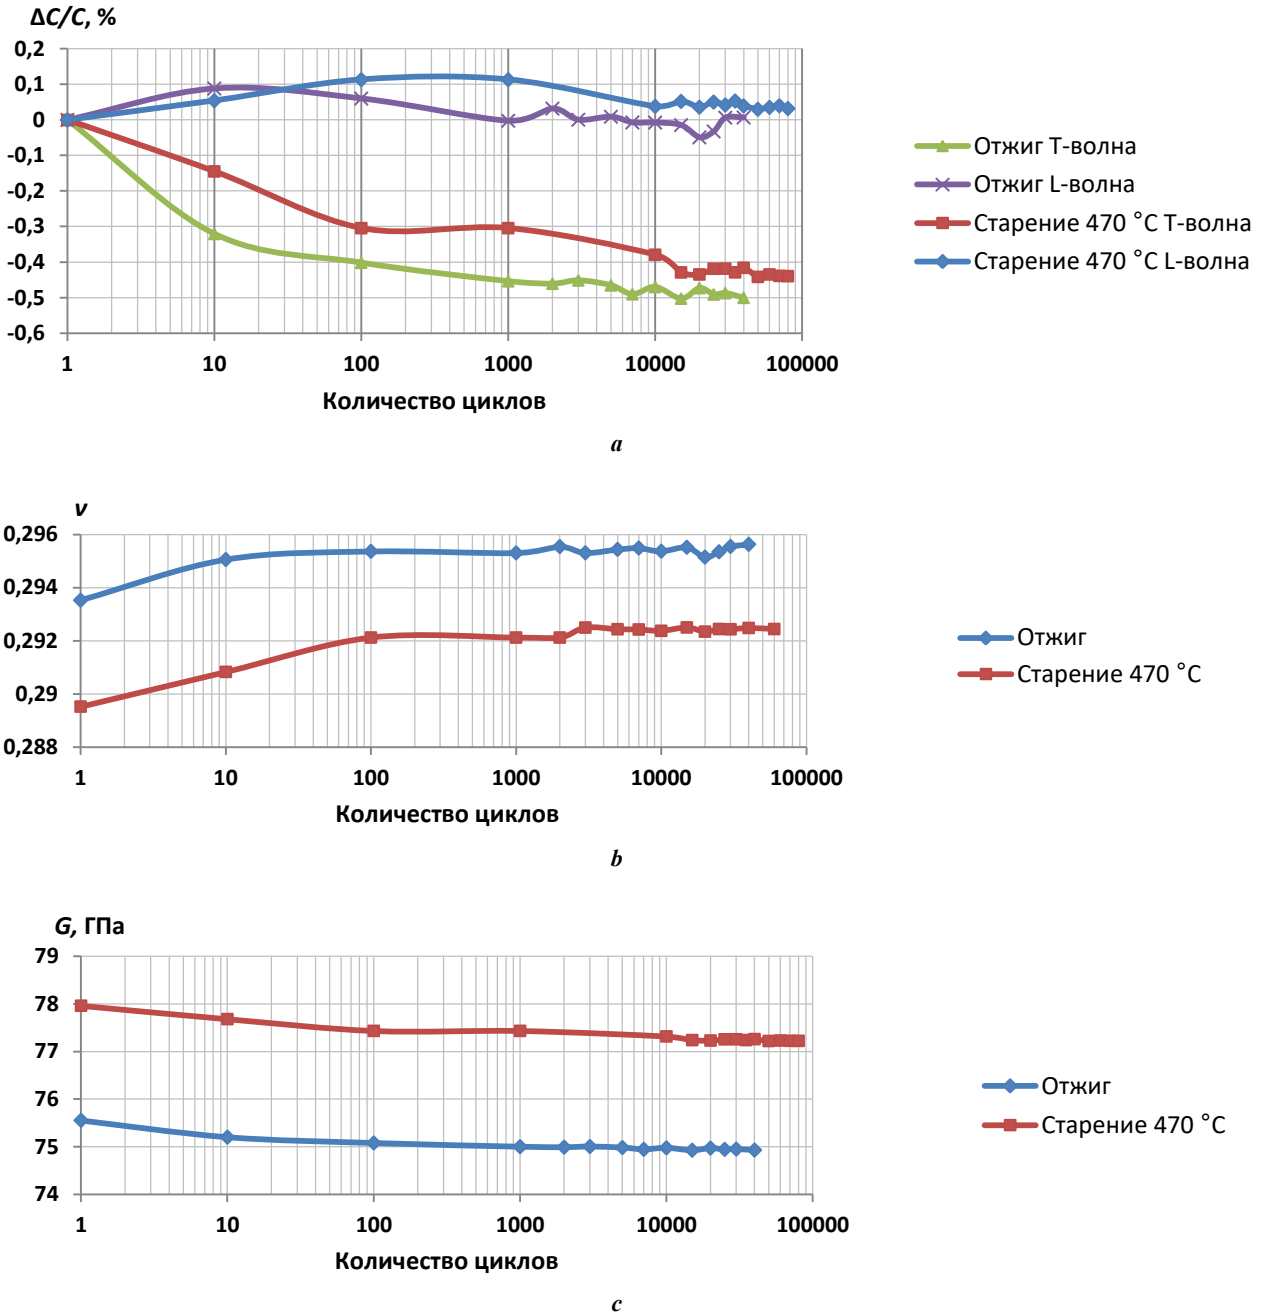 ΔC/C, %
0,2
0,1
0
-0,1
-0,2
-0,3
-0,4
-0,5
-0,6
1 10 100 1000 10000 100000
Количество циклов
Отжиг Т-волна
Отжиг L-волна
Старение 470 °С Т-волна
Старение 470 °С L-волна
a
ν
0,296
0,294
0,292
0,29
0,288
1 10 100 1000 10000 100000
Количество циклов
Отжиг
Старение 470 °С
b
G, ГПа
79
78
77
76
75
74
1 10 100 1000 10000 100000
Количество циклов
Отжиг
Старение 470 °С
c